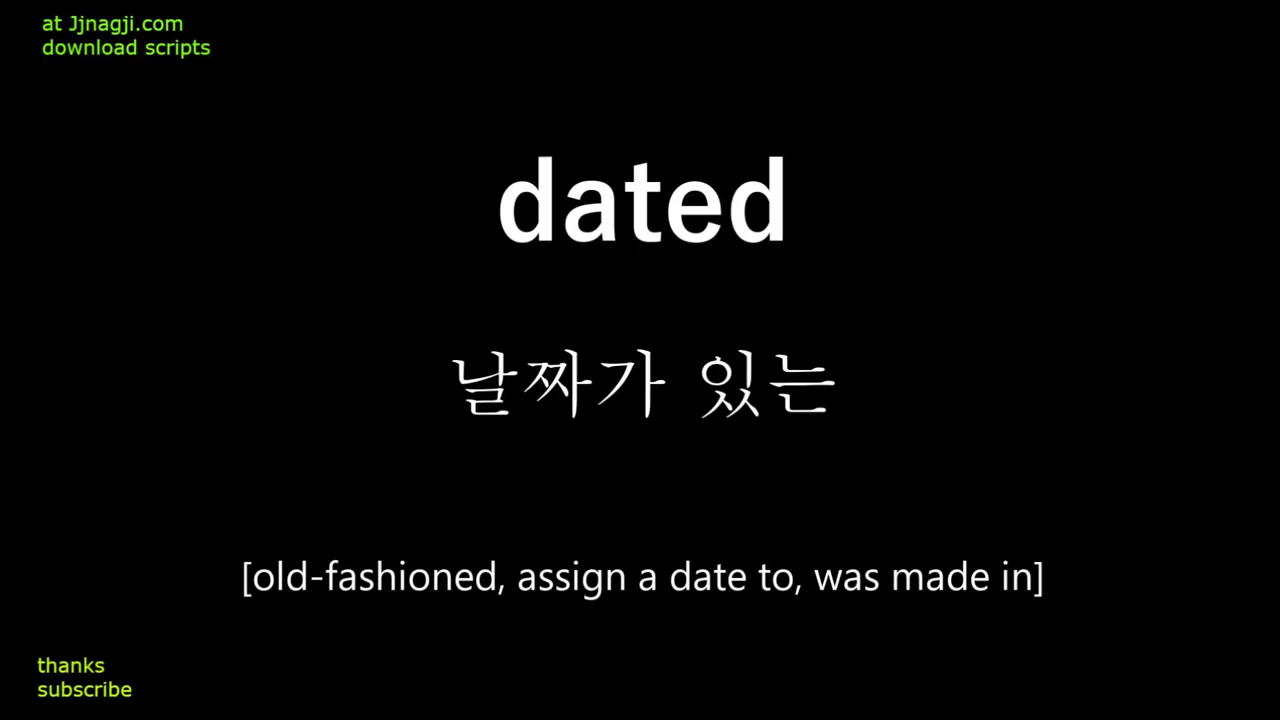 at Jjnagji.com
download scripts
dated
날짜가 있는
[old-fashioned, assign a date to, was made in]
thanks
subscribe